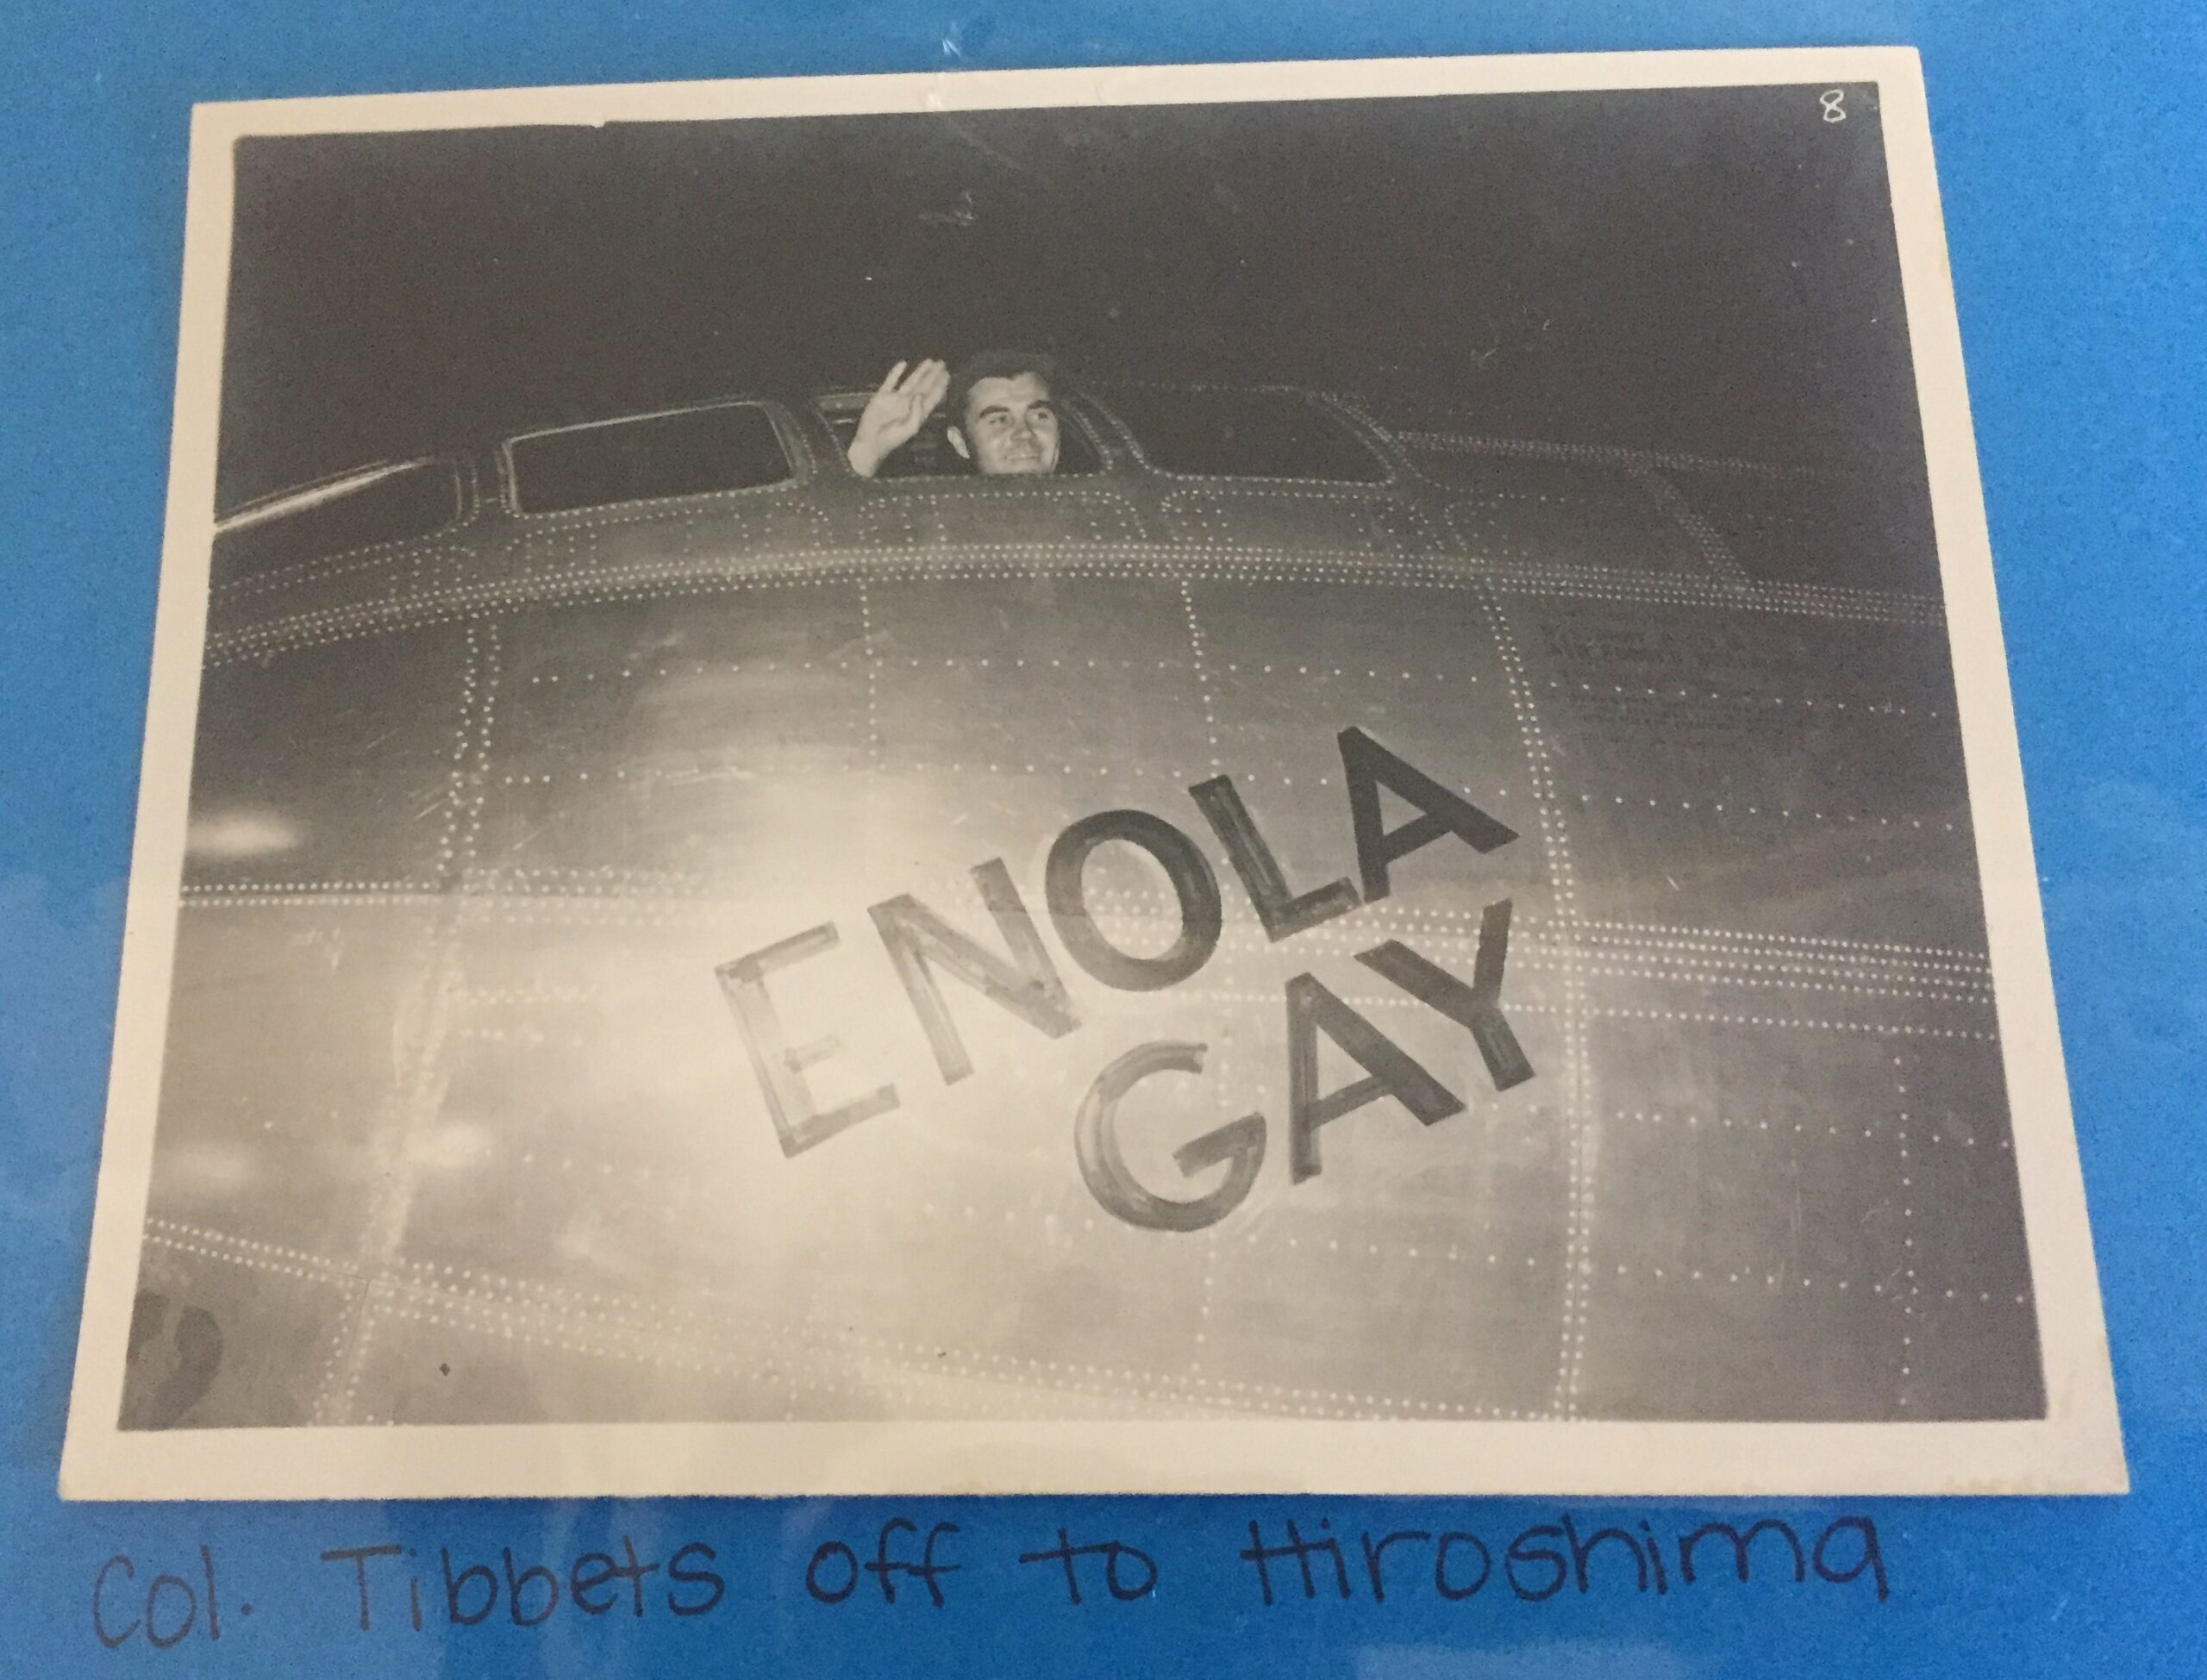 8
ENOLA
GAY
Col. Tibbets off to Hiroshima